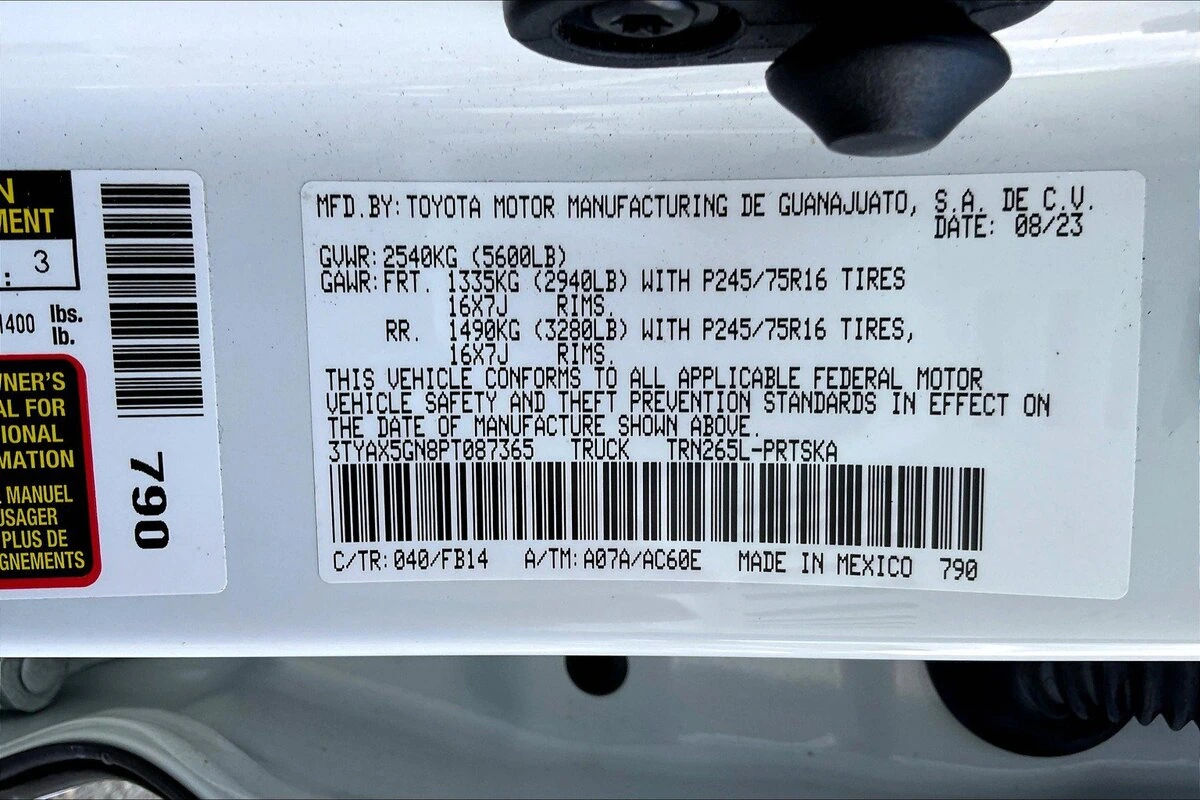 N
MENT
: 3
1400 lbs.
lb.
WNER'S
AL FOR
IONAL
MATION
MANUEL
USAGER
PLUS DE
GNEMENTS
790
MFD.BY: TOYOTA MOTOR MANUFACTURING DE GUANAJUATO, S.A. DE C.V.
DATE: 08/23
GVWR: 2540KG (5600LB)
GAWR: FRT. 1335KG (2940LB) WITH P245/75R16 TIRES
16X7J RIMS.
RR. 1490KG (3280LB) WITH P245/75R16 TIRES,
16X7J RIMS.
THIS VEHICLE CONFORMS TO ALL APPLICABLE FEDERAL MOTOR
VEHICLE SAFETY AND THEFT PREVENTION STANDARDS IN EFFECT ON
THE DATE OF MANUFACTURE SHOWN ABOVE.
3TYAX5GN8PT087365 TRUCK TRN265L-PRTSKA
C/TR: 040/FB14 A/TM: A07A/AC60E MADE IN MEXICO 790